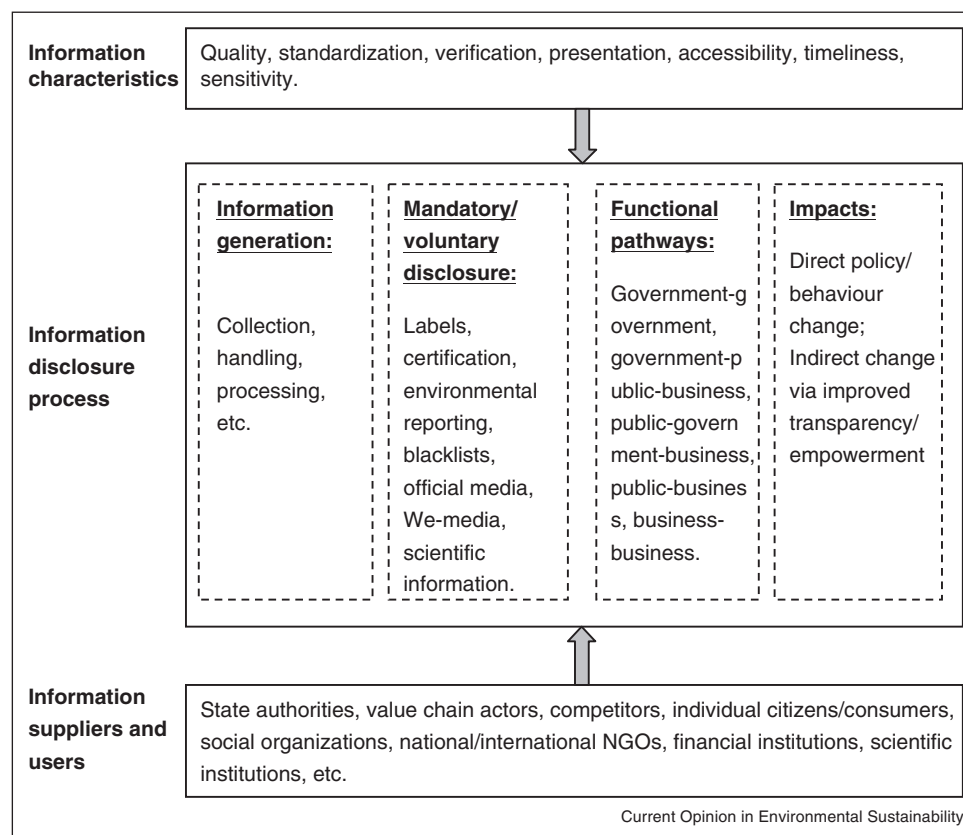 Information
characteristics
Quality, standardization, verification, presentation, accessibility, timeliness,
sensitivity.
Information
disclosure
process
Information
generation:
Collection,
handling,
processing,
etc.
Mandatory/
voluntary
disclosure:
Labels,
certification,
environmental
reporting,
blacklists,
official media,
We-media,
scientific
information.
Functional
pathways:
Government-g
overnment,
government-p
ublic-business,
public-govern
ment-business,
public-busines
s, business-
business.
Impacts:
Direct policy/
behaviour
change;
Indirect change
via improved
transparency/
empowerment
Information
suppliers and
users
State authorities, value chain actors, competitors, individual citizens/consumers,
social organizations, national/international NGOs, financial institutions, scientific
institutions, etc.
Current Opinion in Environmental Sustainability